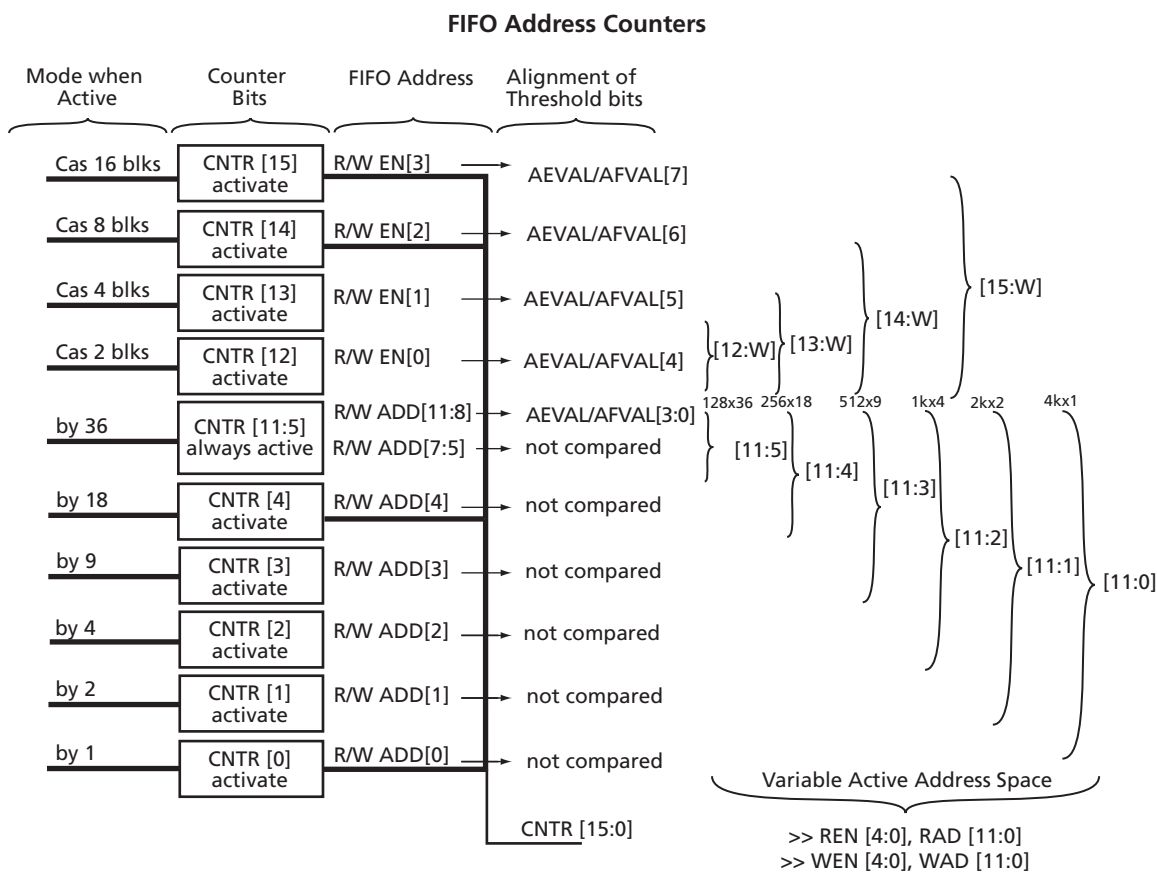 FIFO Address Counters
Mode when
Active
Counter
Bits
FIFO Address
Alignment of
Threshold bits
Cas 16 blks
CNTR [15]
activate
R/W EN[3]
AEVAL/AFVAL[7]
Cas 8 blks
CNTR [14]
activate
R/W EN[2]
AEVAL/AFVAL[6]
Cas 4 blks
CNTR [13]
activate
R/W EN[1]
AEVAL/AFVAL[5]
Cas 2 blks
CNTR [12]
activate
R/W EN[0]
AEVAL/AFVAL[4]
by 36
CNTR [11:5]
always active
R/W ADD[11:8]
AEVAL/AFVAL[3:0]
R/W ADD[7:5]
not compared
by 18
CNTR [4]
activate
R/W ADD[4]
not compared
by 9
CNTR [3]
activate
R/W ADD[3]
not compared
by 4
CNTR [2]
activate
R/W ADD[2]
not compared
by 2
CNTR [1]
activate
R/W ADD[1]
not compared
by 1
CNTR [0]
activate
R/W ADD[0]
not compared
CNTR [15:0]
[12:W]
[13:W]
[14:W]
[15:W]
128x36
256x18
512x9
1kx4
2kx2
4kx1
[11:5]
[11:4]
[11:3]
[11:2]
[11:1]
[11:0]
Variable Active Address Space
>> REN [4:0], RAD [11:0]
>> WEN [4:0], WAD [11:0]